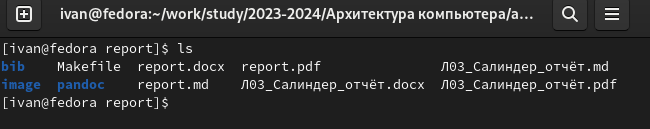 ivan@fedora:~/work/study/2023-2024/Архитектура компьютера/a...
[ivan@fedora report]$ ls
bib Makefile report.docx report.pdf Л03_Салиндер_отчёт.md
image pandoc report.md Л03_Салиндер_отчёт.docx Л03_Салиндер_отчёт.pdf
[ivan@fedora report]$